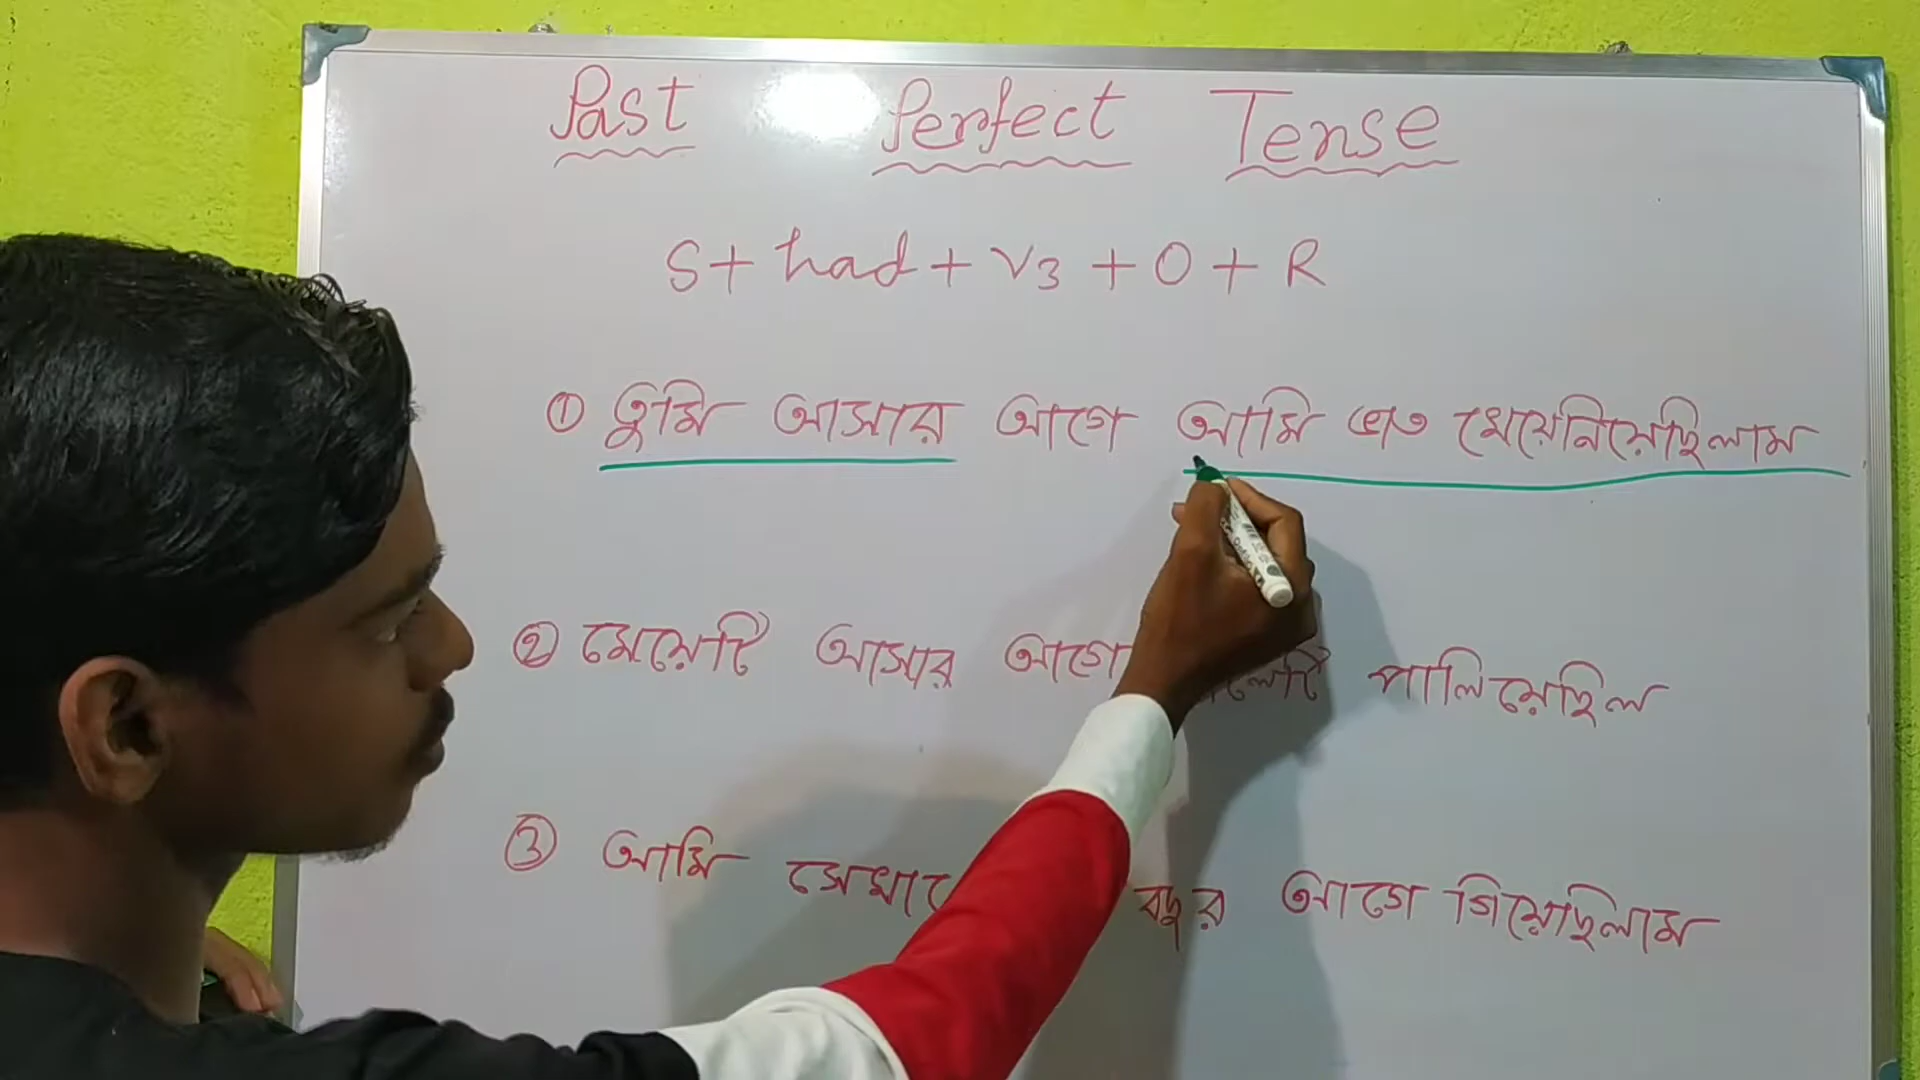 Past Perfect Tense
S + had + V3 + O + R
① তুমি আসার আগে আমি ভাত খেয়েনিয়েছিলাম
② মেয়েটি আসার আগে পালিয়েছিল
③ আমি বছর আগে গিয়েছিলাম